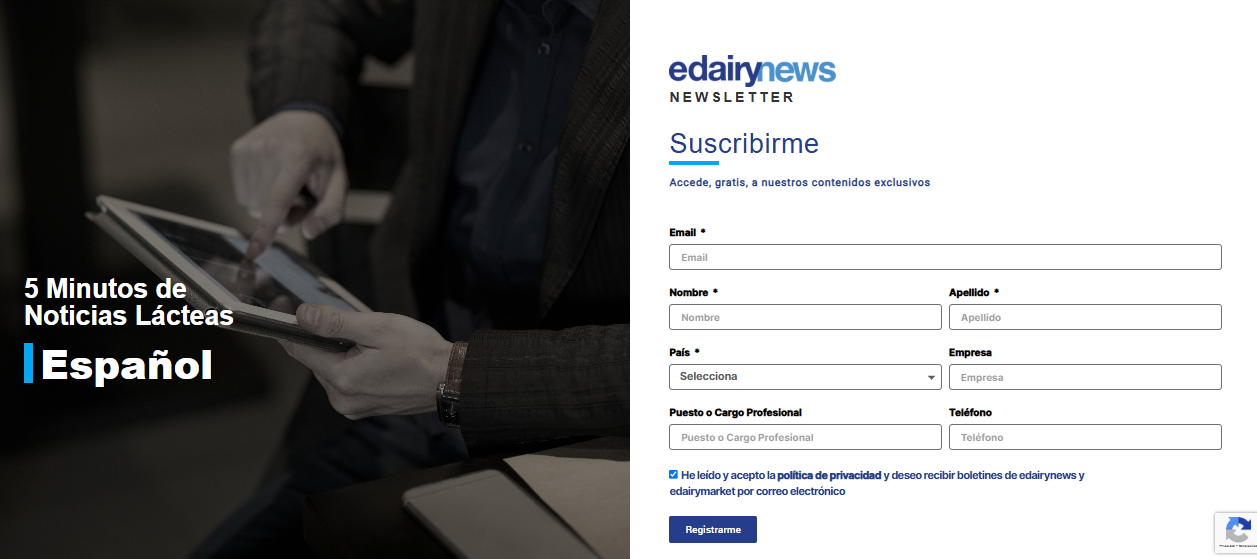 5 Minutos de
Noticias Lácteas
Español
edairynews
NEWSLETTER
Suscribirme
Accede, gratis, a nuestros contenidos exclusivos
Email *
Email
Nombre *
Apellido *
Nombre
Apellido
País *
Empresa
Selecciona
Empresa
Puesto o Cargo Profesional
Teléfono
Puesto o Cargo Profesional
Teléfono
He leído y acepto la política de privacidad y deseo recibir boletines de edairynews y
edairymarket por correo electrónico
Registrarme